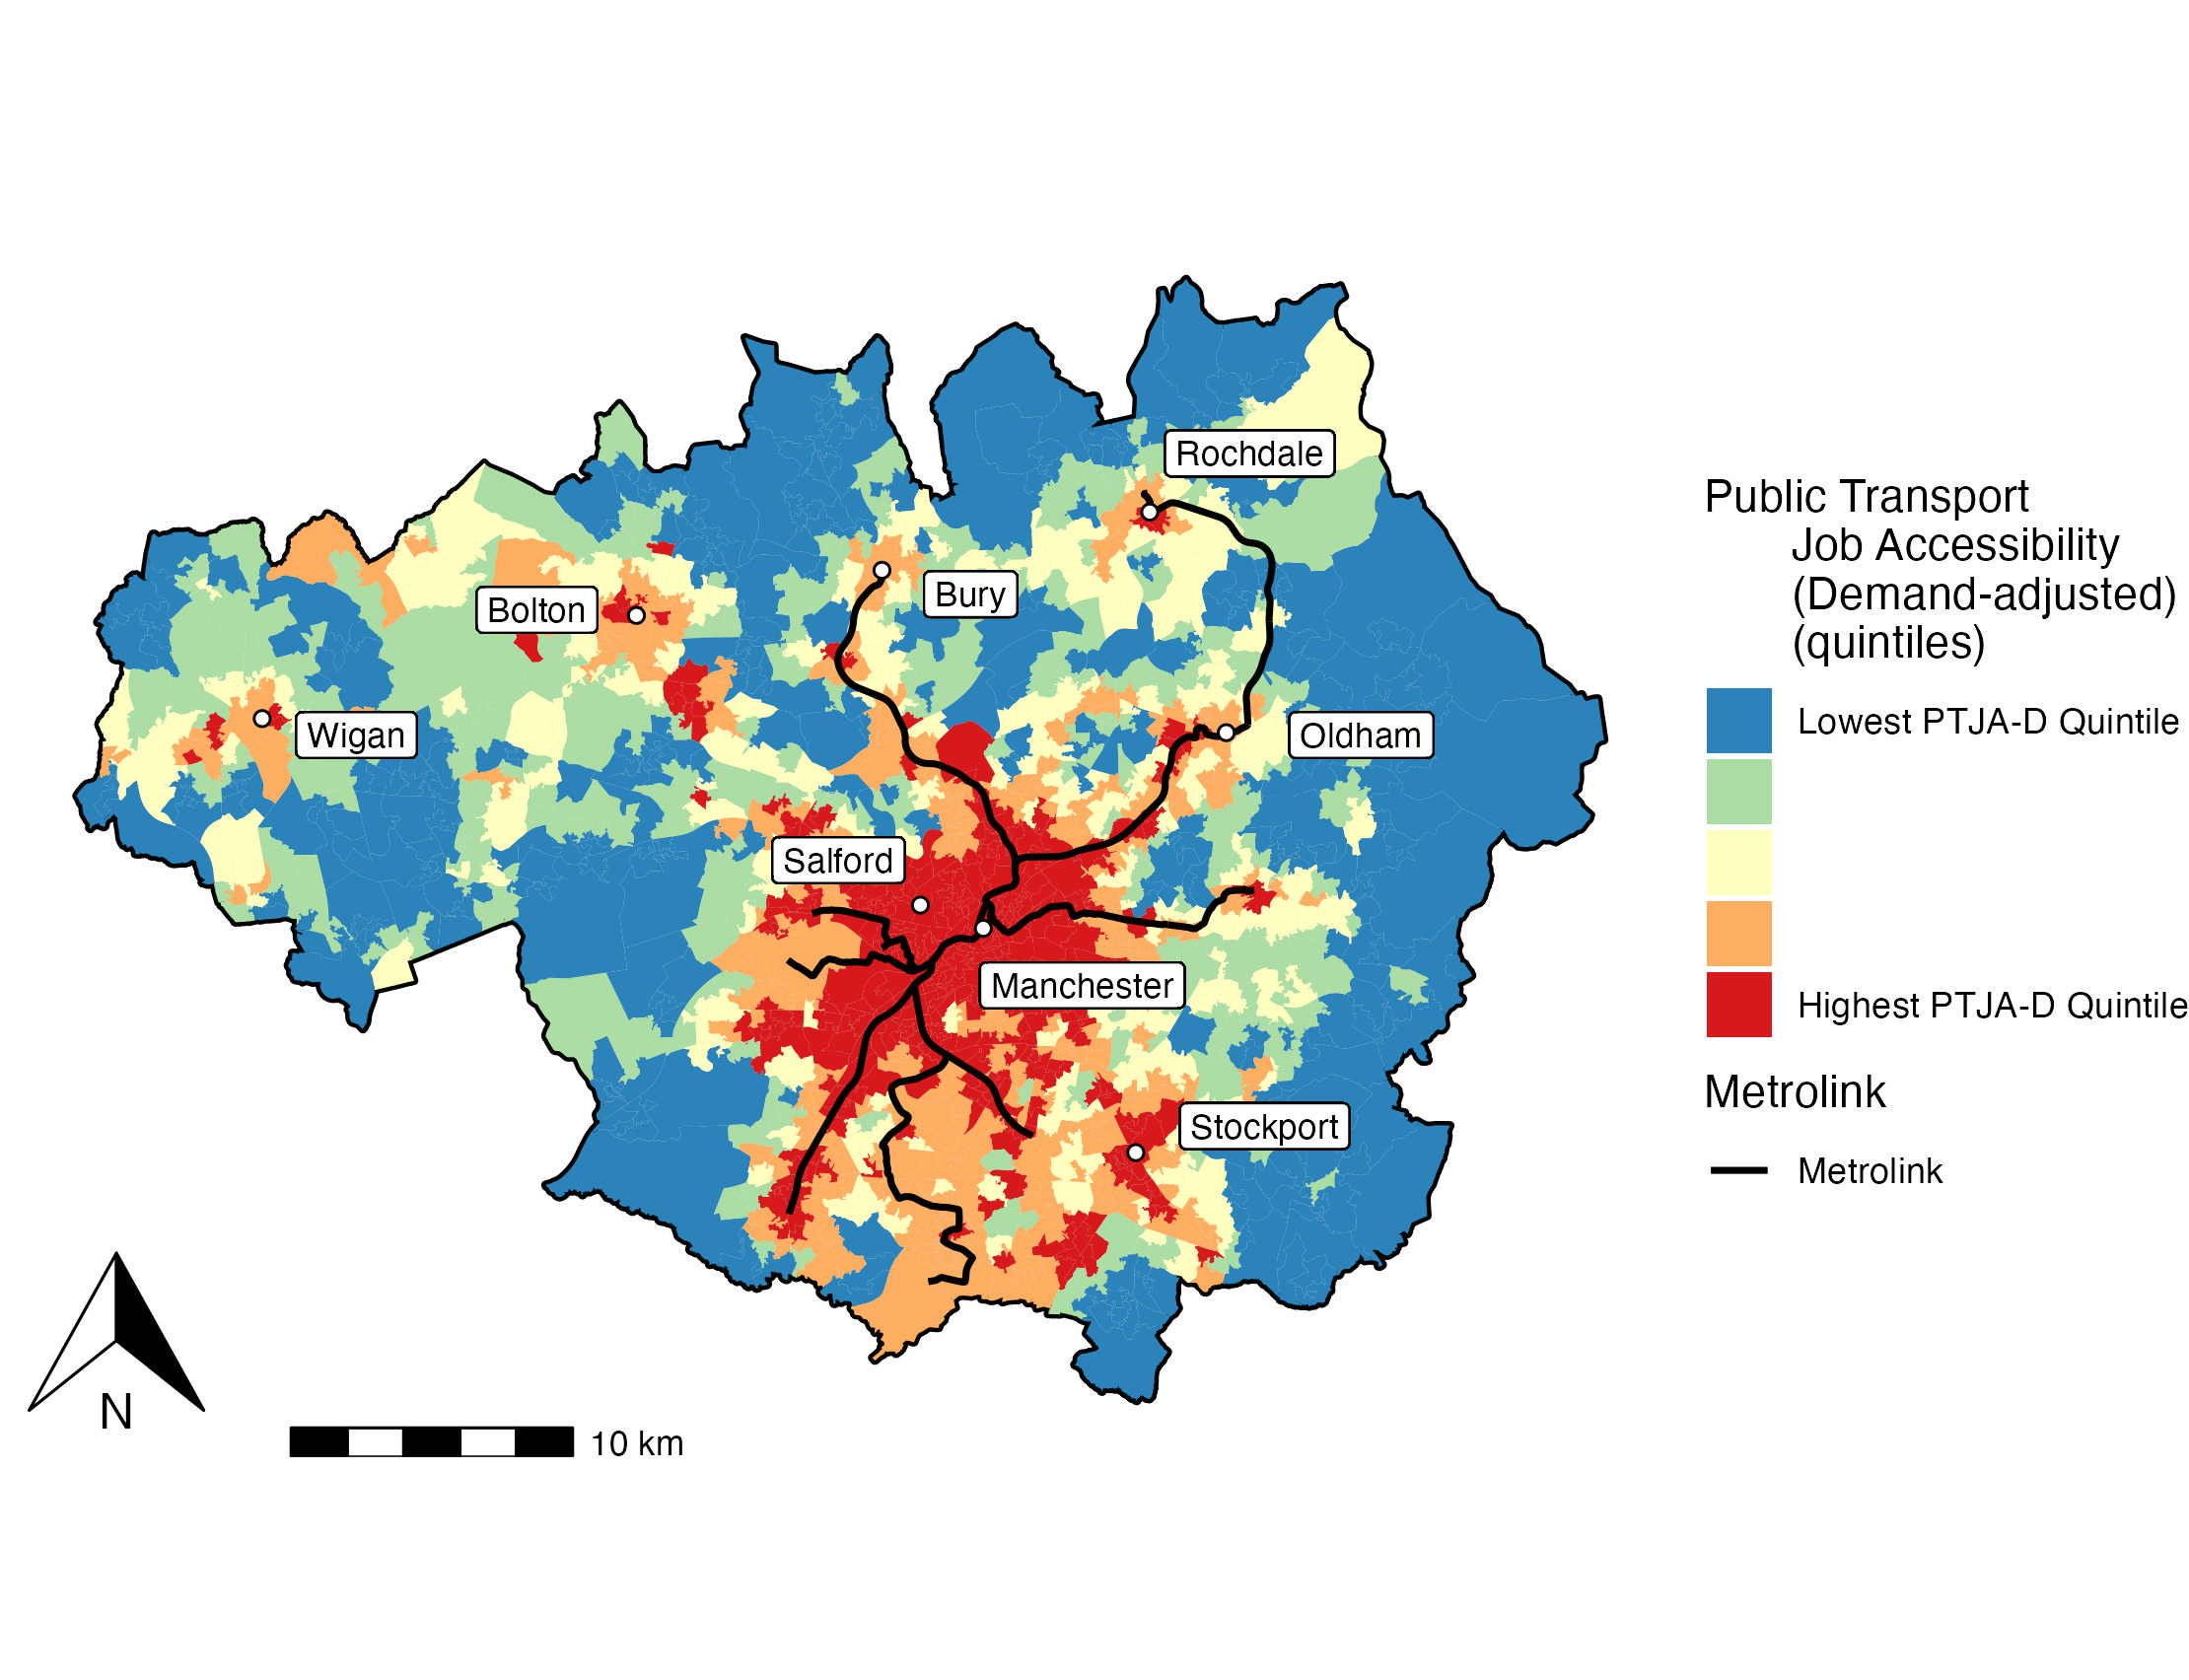 Rochdale
Bury
Bolton
Wigan
Oldham
Salford
Manchester
Stockport
Public Transport
Job Accessibility
(Demand-adjusted)
(quintiles)
Lowest PTJA-D Quintile
Highest PTJA-D Quintile
Metrolink
Metrolink
N
10 km